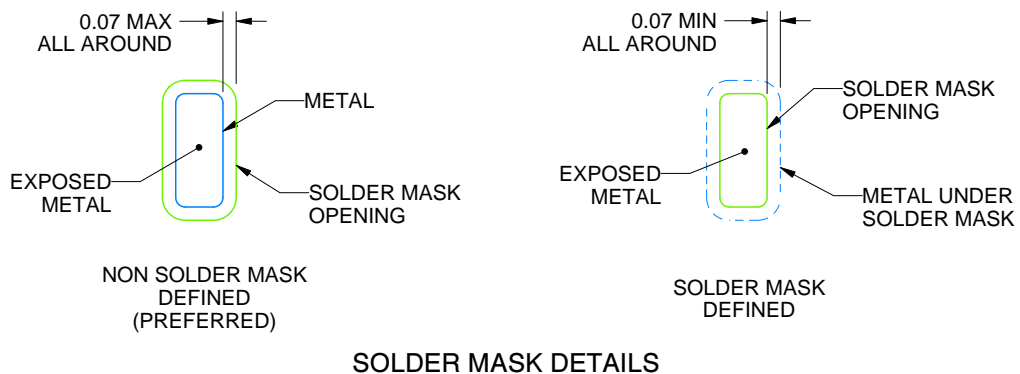 0.07 MAX
ALL AROUND
METAL
EXPOSED
METAL
SOLDER MASK
OPENING
NON SOLDER MASK
DEFINED
(PREFERRED)
0.07 MIN
ALL AROUND
SOLDER MASK
OPENING
EXPOSED
METAL
METAL UNDER
SOLDER MASK
SOLDER MASK
DEFINED
SOLDER MASK DETAILS